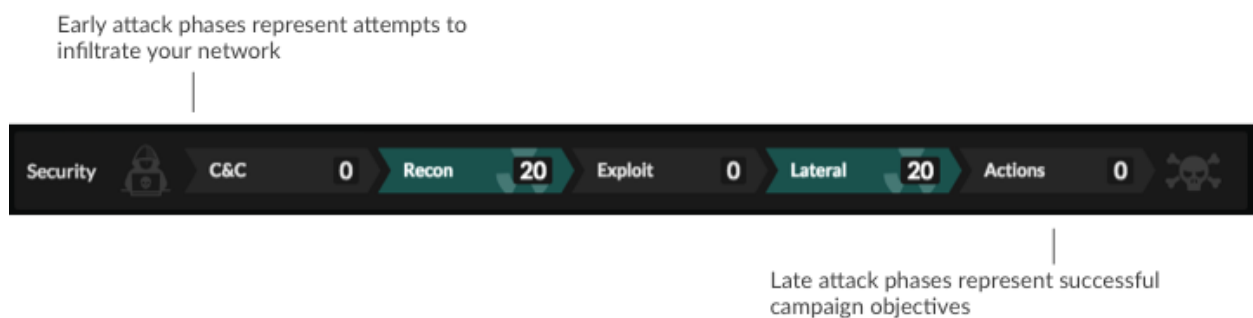 Early attack phases represent attempts to
infiltrate your network
Security C&C 0 Recon 20 Exploit 0 Lateral 20 Actions 0
Late attack phases represent successful
campaign objectives